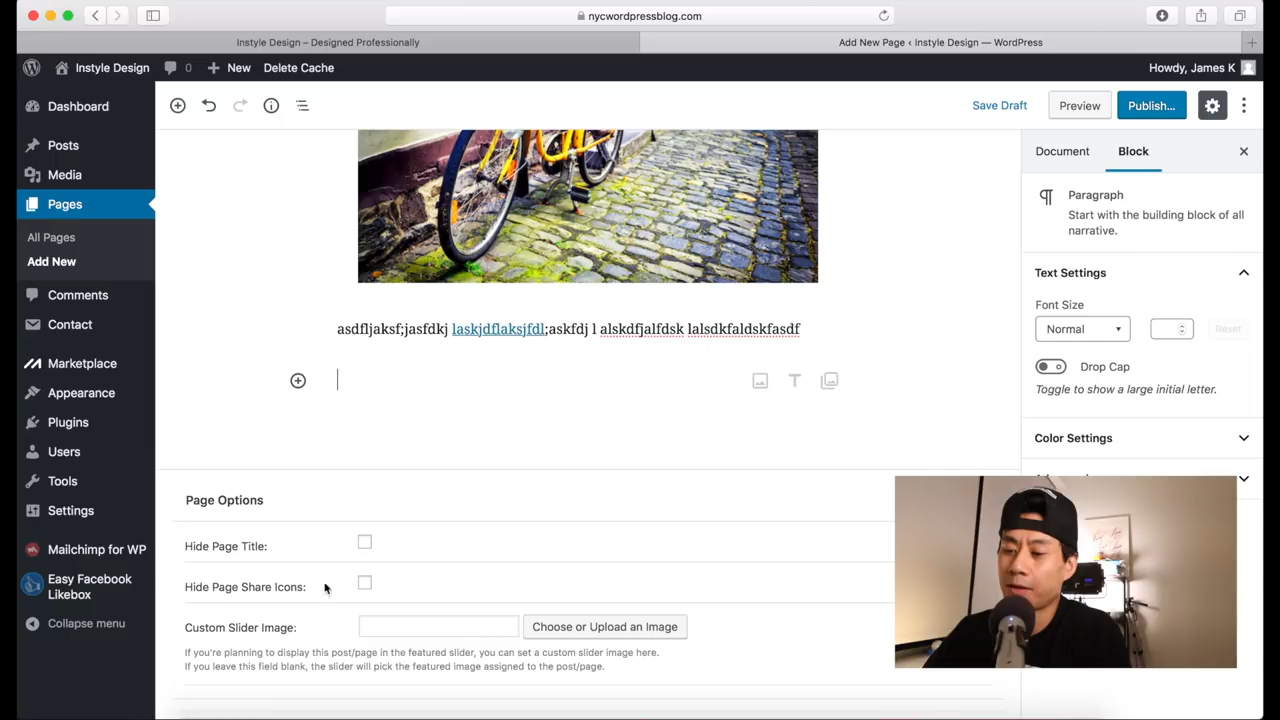 nycwordpressblog.com
Instyle Design – Designed Professionally
Add New Page ‹ Instyle Design — WordPress
Instyle Design
0
New
Delete Cache
Howdy, James K
Dashboard
Posts
Media
Pages
All Pages
Add New
Comments
Contact
Marketplace
Appearance
Plugins
Users
Tools
Settings
Mailchimp for WP
Easy Facebook
Likebox
Collapse menu
Save Draft
Preview
Publish...
asdfljaksf;jasfdkj laskjdflaksjfdl;askfdj l alskdfjalfdsk lalsdkfaldskfasdf
Page Options
Hide Page Title:
Hide Page Share Icons:
Custom Slider Image:
Choose or Upload an Image
If you're planning to display this post/page in the featured slider, you can set a custom slider image here.
If you leave this field blank, the slider will pick the featured image assigned to the post/page.
Document
Block
Paragraph
Start with the building block of all
narrative.
Text Settings
Font Size
Normal
Reset
Drop Cap
Toggle to show a large initial letter.
Color Settings